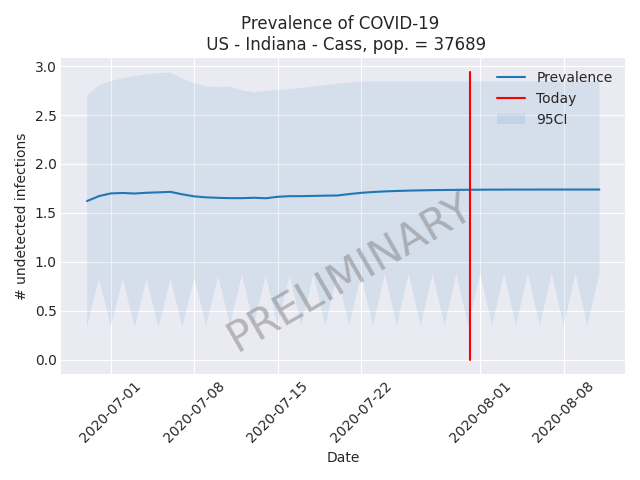 Prevalence of COVID-19
US - Indiana - Cass, pop. = 37689
3.0
2.5
2.0
1.5
1.0
0.5
0.0
# undetected infections
Prevalence
Today
95CI
PRELIMINARY
2020-07-01
2020-07-08
2020-07-15
2020-07-22
2020-08-01
2020-08-08
Date